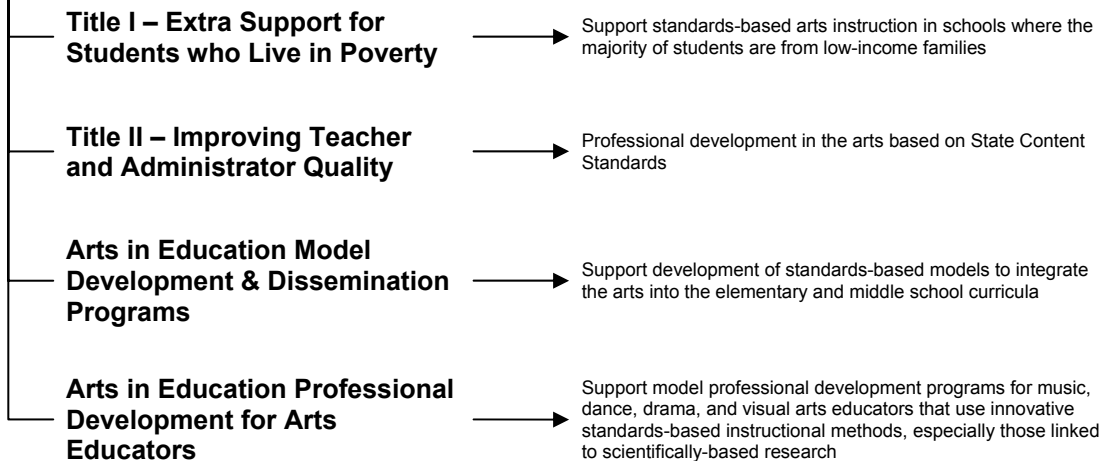 Title I – Extra Support for
Students who Live in Poverty
Support standards-based arts instruction in schools where the
majority of students are from low-income families
Title II – Improving Teacher
and Administrator Quality
Professional development in the arts based on State Content
Standards
Arts in Education Model
Development & Dissemination
Programs
Support development of standards-based models to integrate
the arts into the elementary and middle school curricula
Arts in Education Professional
Development for Arts
Educators
Support model professional development programs for music,
dance, drama, and visual arts educators that use innovative
standards-based instructional methods, especially those linked
to scientifically-based research